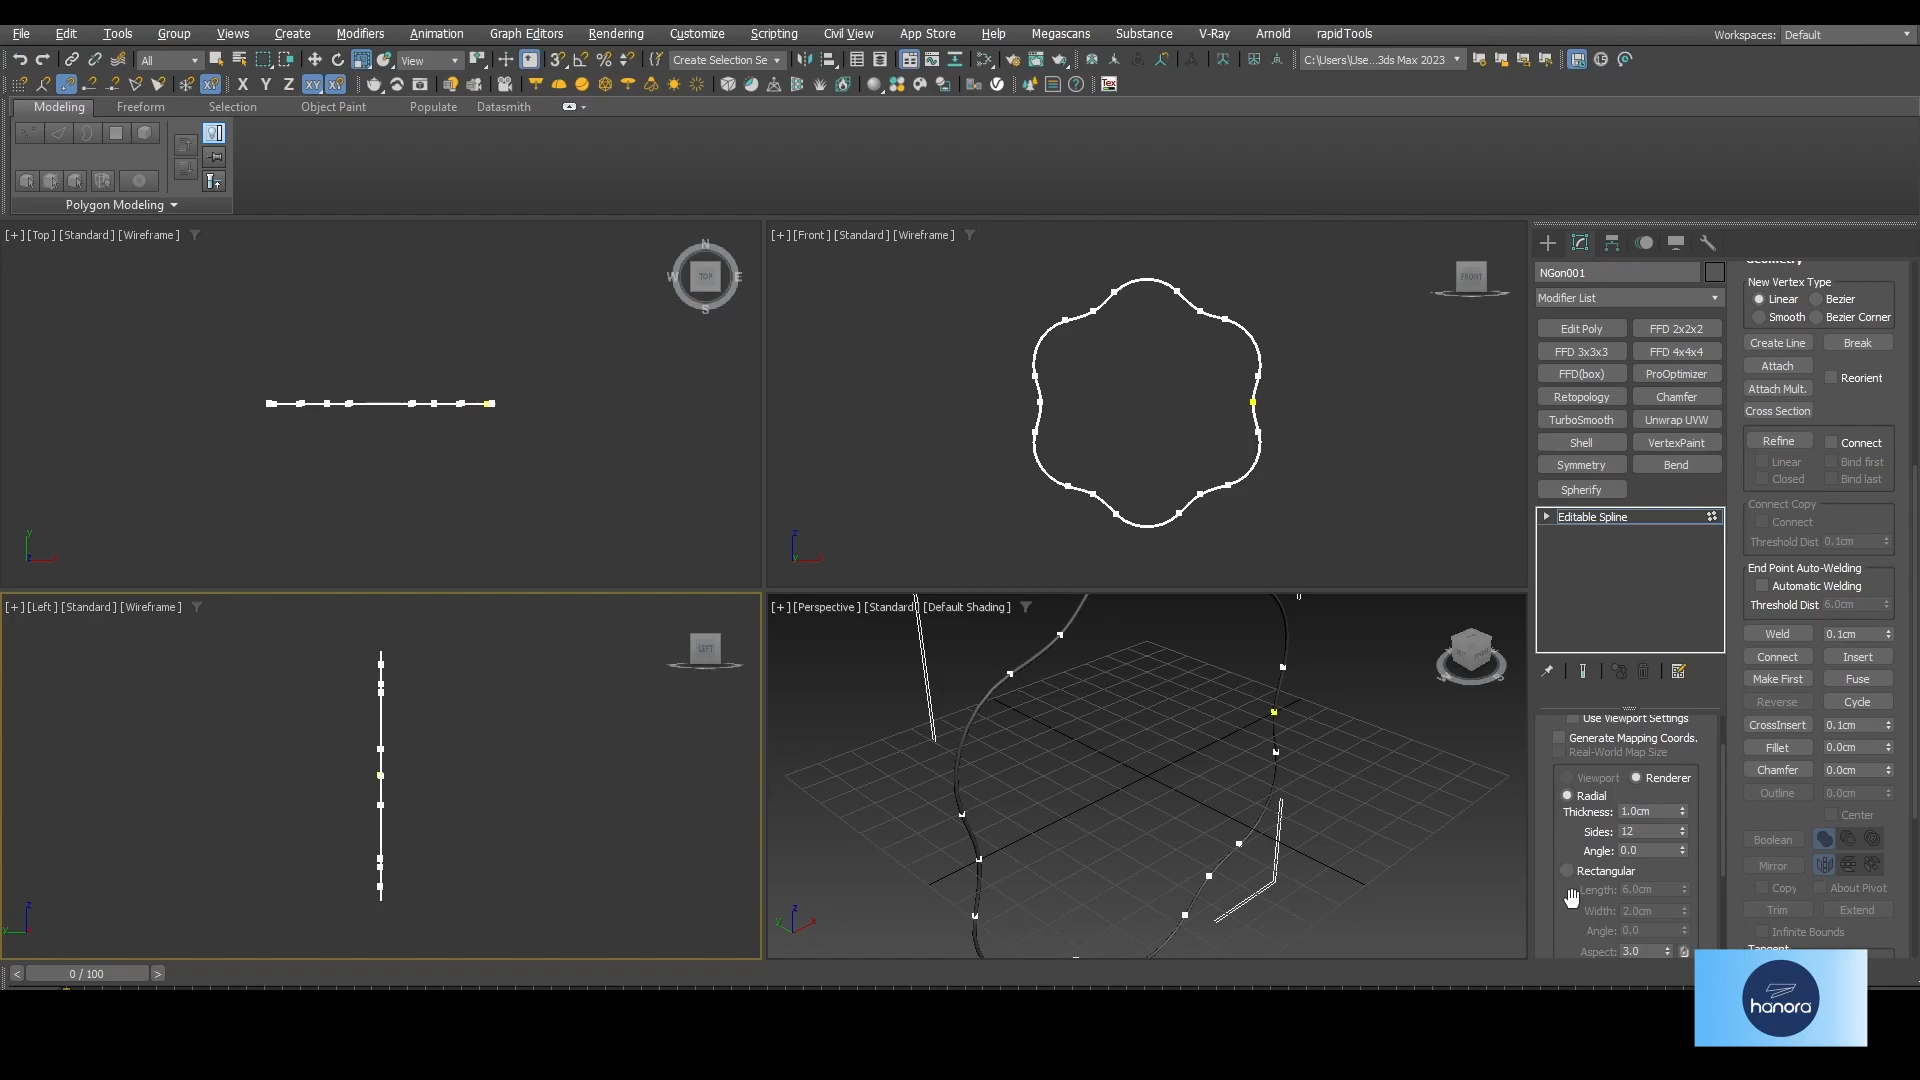 File Edit Tools Group Views Create Modifiers Animation Graph Editors Rendering Customize Scripting Civil View App Store Help Megascans Substance V-Ray Arnold rapidTools Workspaces: Default
All View Create Selection Se C:\Users\Use...3ds Max 2023
X Y Z XY XP
Modeling Freeform Selection Object Paint Populate Datasmith
Polygon Modeling
[+] [Top] [Standard] [Wireframe]
N
W TOP E
S
y
z
[+] [Front] [Standard] [Wireframe]
FRONT
z
y
[+] [Left] [Standard] [Wireframe]
LEFT
z
y
[+] [Perspective] [Standard] [Default Shading]
z
y x
NGon001
Modifier List
Edit Poly FFD 2x2x2
FFD 3x3x3 FFD 4x4x4
FFD(box) ProOptimizer
Retopology Chamfer
TurboSmooth Unwrap UVW
Shell VertexPaint
Symmetry Bend
Spherify
Editable Spline
Use Viewport Settings
Generate Mapping Coords.
Real-World Map Size
Viewport Renderer
Radial
Thickness: 1.0cm
Sides: 12
Angle: 0.0
Rectangular
Length: 6.0cm
Width: 2.0cm
Angle: 0.0
Aspect: 3.0
Geometry
New Vertex Type
Linear Bezier
Smooth Bezier Corner
Create Line Break
Attach
Reorient
Attach Mult.
Cross Section
Refine Connect
Linear Bind first
Closed Bind last
Connect Copy
Connect
Threshold Dist 0.1cm
End Point Auto-Welding
Automatic Welding
Threshold Dist 6.0cm
Weld 0.1cm
Connect Insert
Make First Fuse
Reverse Cycle
CrossInsert 0.1cm
Fillet 0.0cm
Chamfer 0.0cm
Outline 0.0cm
Center
Boolean
Mirror
Copy About Pivot
Trim Extend
Infinite Bounds
Tangent
< 0 / 100 >
hanora